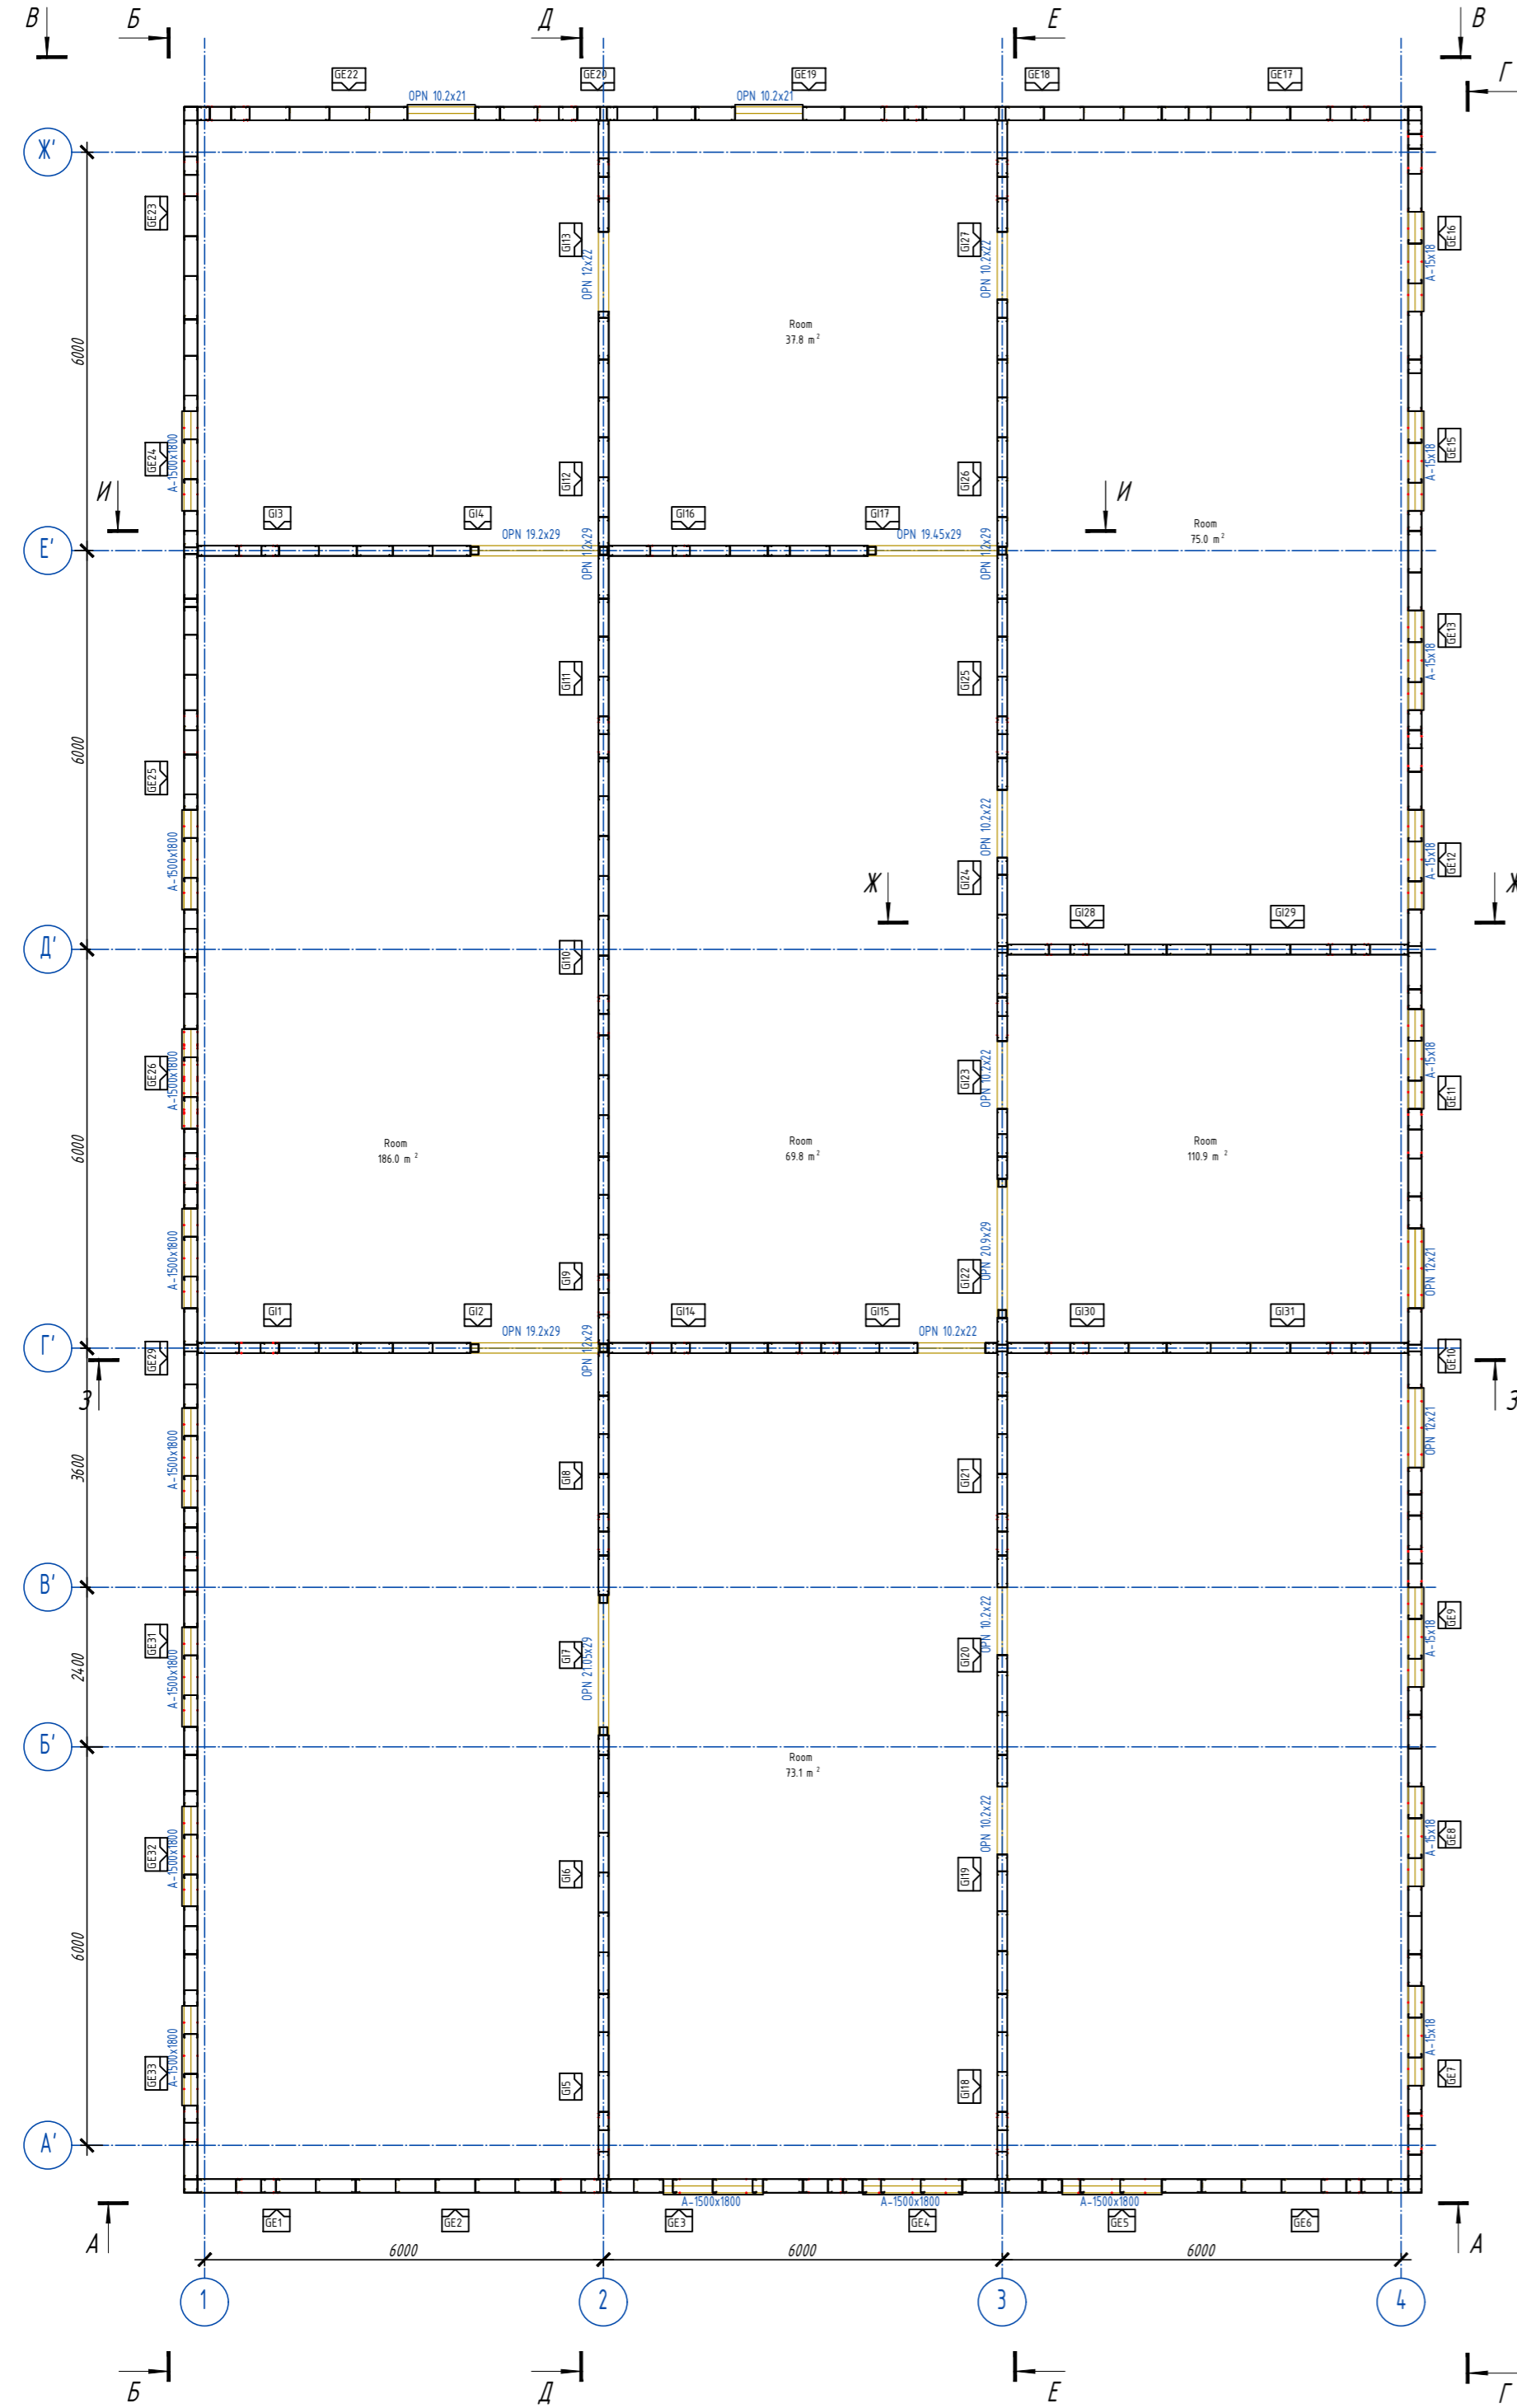 В Б Д Е В
Г
GE22 GE20 GE19 GE18 GE17
OPN 10.2x21 OPN 10.2x21
Ж'
GE23 GI13 GI27 GE16
OPN 12x22 OPN 10.2x22 A-15x18
Room
37.8 m 2
6000
GE24 A-1500x1800 GI12 GI26 GE15 A-15x18
И И
GI3 GI4 GI16 GI17
Room
75.0 m 2
OPN 19.2x29 OPN 19.45x29
Е' OPN 12x29 OPN 12x29
GE13
A-15x18
GI11 GI25
6000
GE25
OPN 10.2x22
A-1500x1800 GE12 A-15x18
Ж GI24 Ж
GI28 GI29
Д' GI10
GE26 A-1500x1800 GI23 OPN 10.2x22 A-15x18 GE11
6000
Room
186.0 m 2
Room
69.8 m 2
Room
110.9 m 2
A-1500x1800 GI9 GI22 OPN 20.9x29 OPN 12x21
GI1 GI2 GI14 GI15 GI30 GI31
OPN 19.2x29 OPN 10.2x22
Г' GE29 OPN 12x29 GE10
З З
OPN 12x21
3600 A-1500x1800 GI8 GI21
В'
GE31 GE9
2400 A-1500x1800 GI7 OPN 21.05x29 GI20 OPN 10.2x22 A-15x18
Б'
Room
73.1 m 2
GE32 A-1500x1800 GI6 OPN 10.2x22 GI19 A-15x18 GE8
6000
GE33 A-1500x1800 GI5 GI18 A-15x18 GE7
А'
A-1500x1800 A-1500x1800 A-1500x1800
GE1 GE2 GE3 GE4 GE5 GE6
А А
6000 6000 6000
1 2 3 4
Б Д Е Г